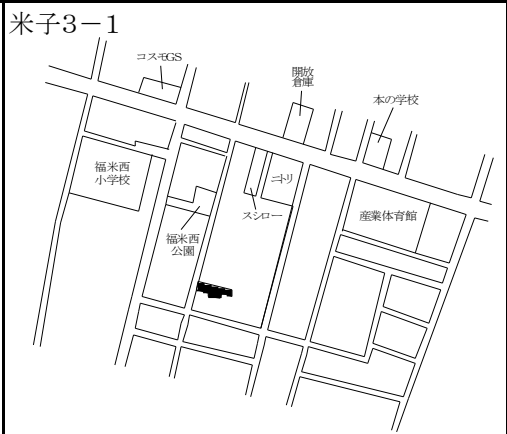 米子3－1
コスモGS
開放
倉庫
本の学校
福米西
小学校
ニトリ
スシロー
産業体育館
福米西
公園